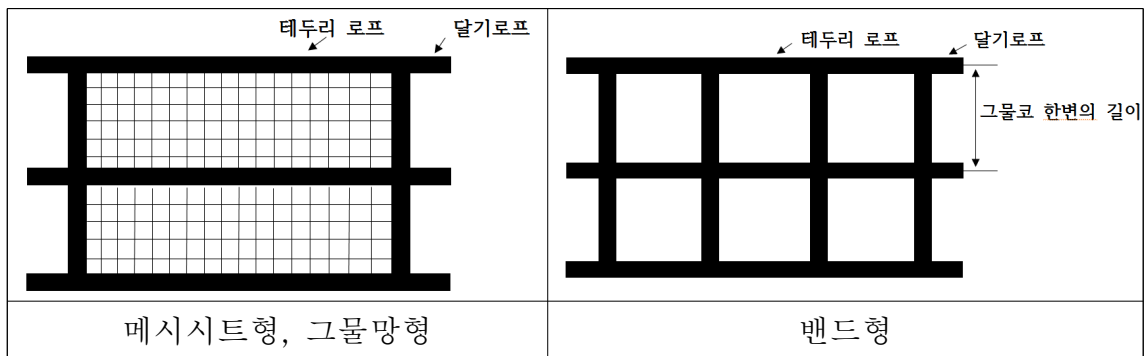 테두리 로프
달기로프
테두리 로프
달기로프
그물코 한변의 길이
메시시트형, 그물망형
밴드형